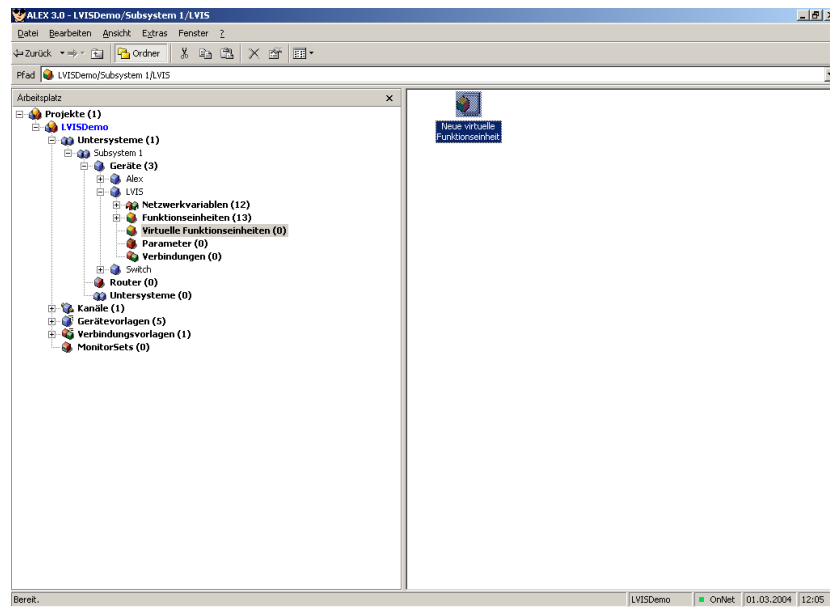 ALEX 3.0 - LVISDemo/Subsystem 1/LVIS
Datei Bearbeiten Ansicht Extras Fenster ?
Zurück Ordner
Pfad LVISDemo/Subsystem 1/LVIS
Arbeitsplatz
Projekte (1)
LVISDemo
Untersysteme (1)
Subsystem 1
Geräte (3)
Alex
LVIS
Netzwerkvariablen (12)
Funktionseinheiten (13)
Virtuelle Funktionseinheiten (0)
Parameter (0)
Verbindungen (0)
Switch
Router (0)
Untersysteme (0)
Kanäle (1)
Gerätevorlagen (5)
Verbindungsvorlagen (1)
MonitorSets (0)
Neue virtuelle
Funktionseinheit
Bereit. LVISDemo OnNet 01.03.2004 12:05